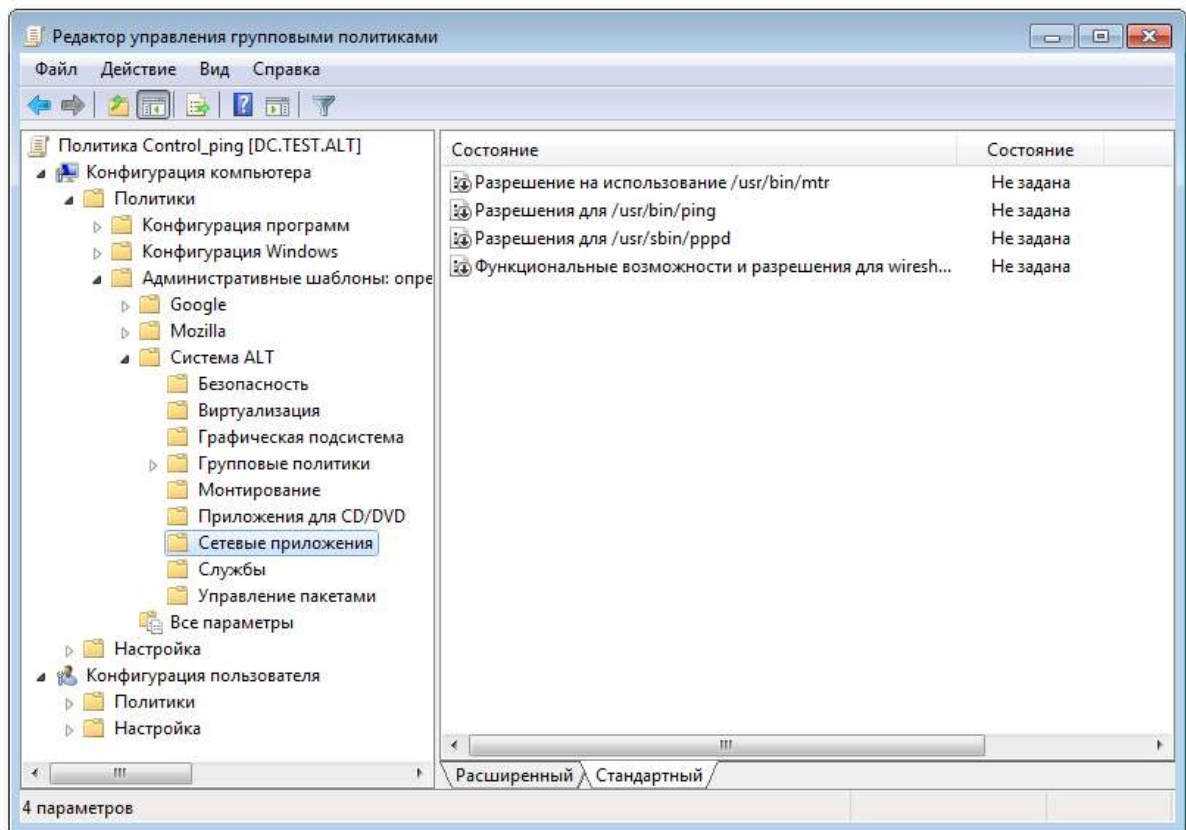 Редактор управления групповыми политиками
Файл Действие Вид Справка
Политика Control_ping [DC.TEST.ALT]
Конфигурация компьютера
Политики
Конфигурация программ
Конфигурация Windows
Административные шаблоны: опре
Google
Mozilla
Система ALT
Безопасность
Виртуализация
Графическая подсистема
Групповые политики
Монтирование
Приложения для CD/DVD
Сетевые приложения
Службы
Управление пакетами
Все параметры
Настройка
Конфигурация пользователя
Политики
Настройка
Состояние Состояние
Разрешение на использование /usr/bin/mtr Не задана
Разрешения для /usr/bin/ping Не задана
Разрешения для /usr/sbin/pppd Не задана
Функциональные возможности и разрешения для wiresh... Не задана
Расширенный Стандартный
4 параметров